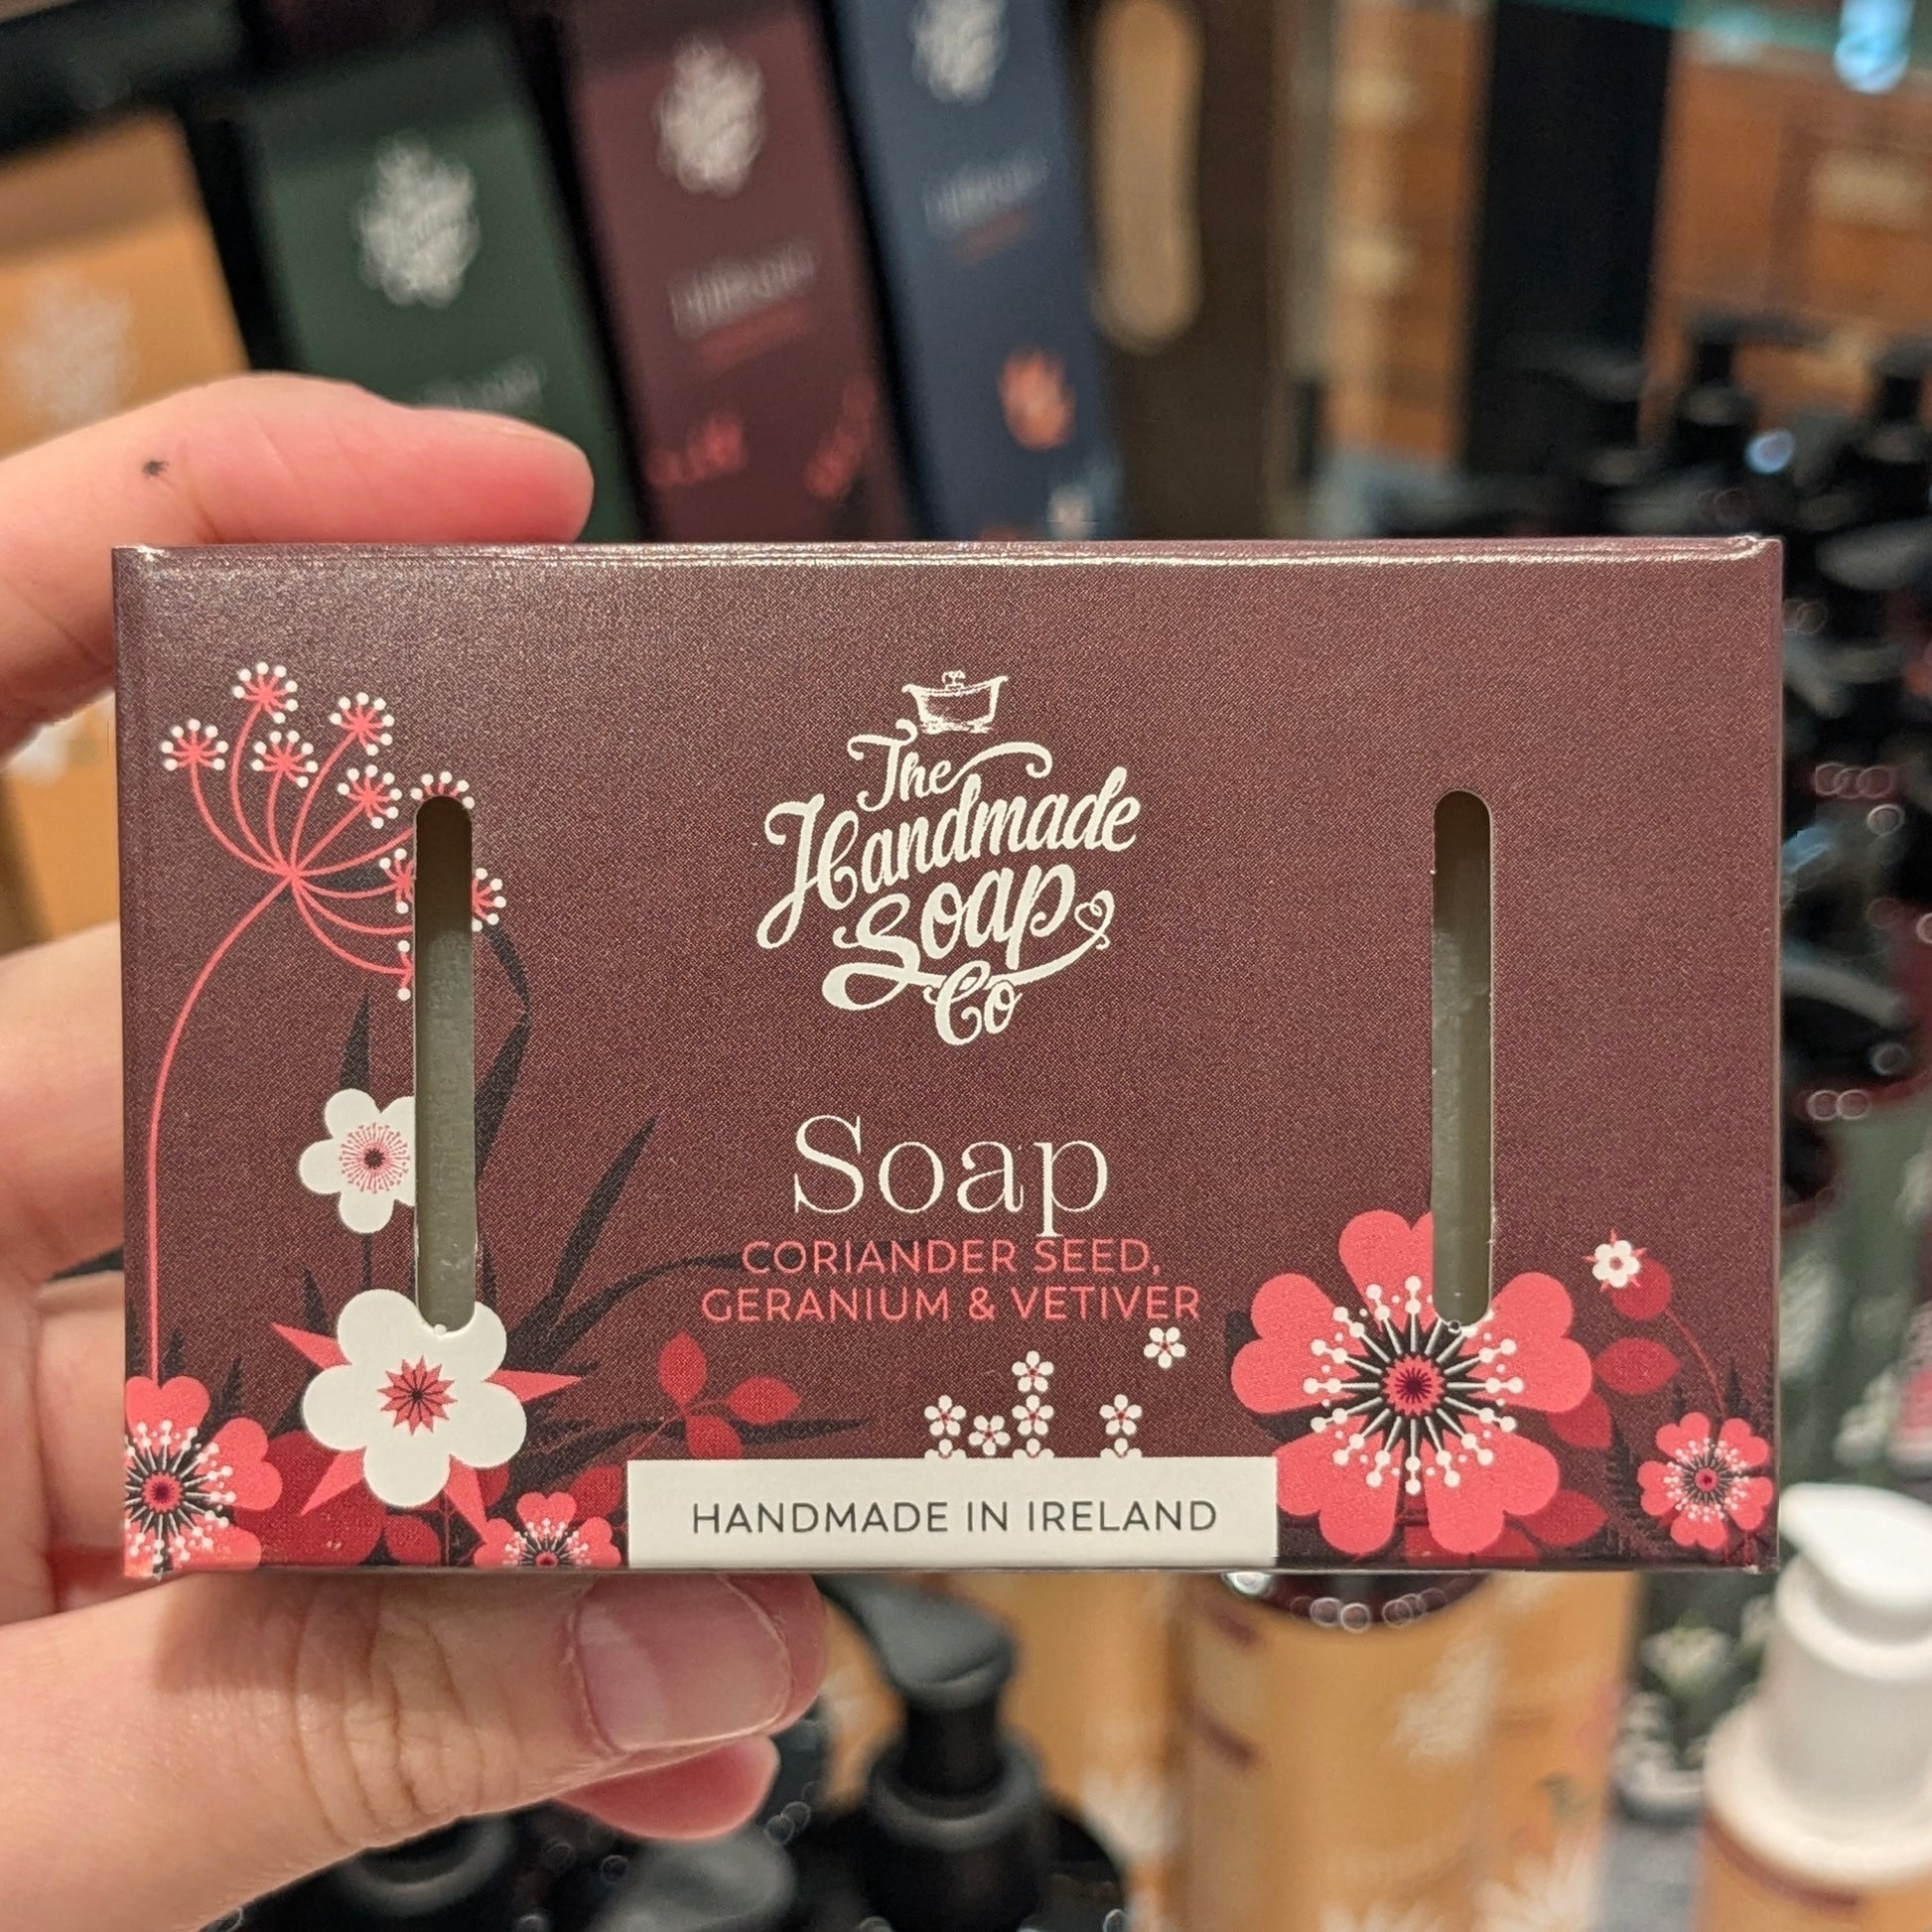 The
Handmade
Soap
Co
Soap
CORIANDER SEED,
GERANIUM & VETIVER
HANDMADE IN IRELAND